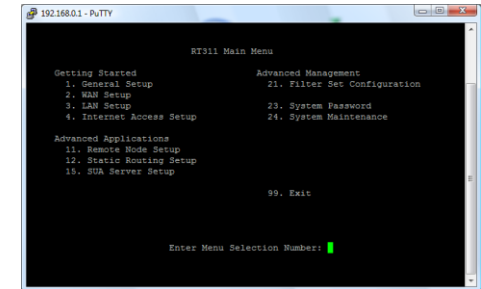 192.168.0.1 - PuTTY
RT311 Main Menu
Getting Started
1. General Setup
2. WAN Setup
3. LAN Setup
4. Internet Access Setup
Advanced Applications
11. Remote Node Setup
12. Static Routing Setup
15. SUA Server Setup
Advanced Management
21. Filter Set Configuration
23. System Password
24. System Maintenance
99. Exit
Enter Menu Selection Number: